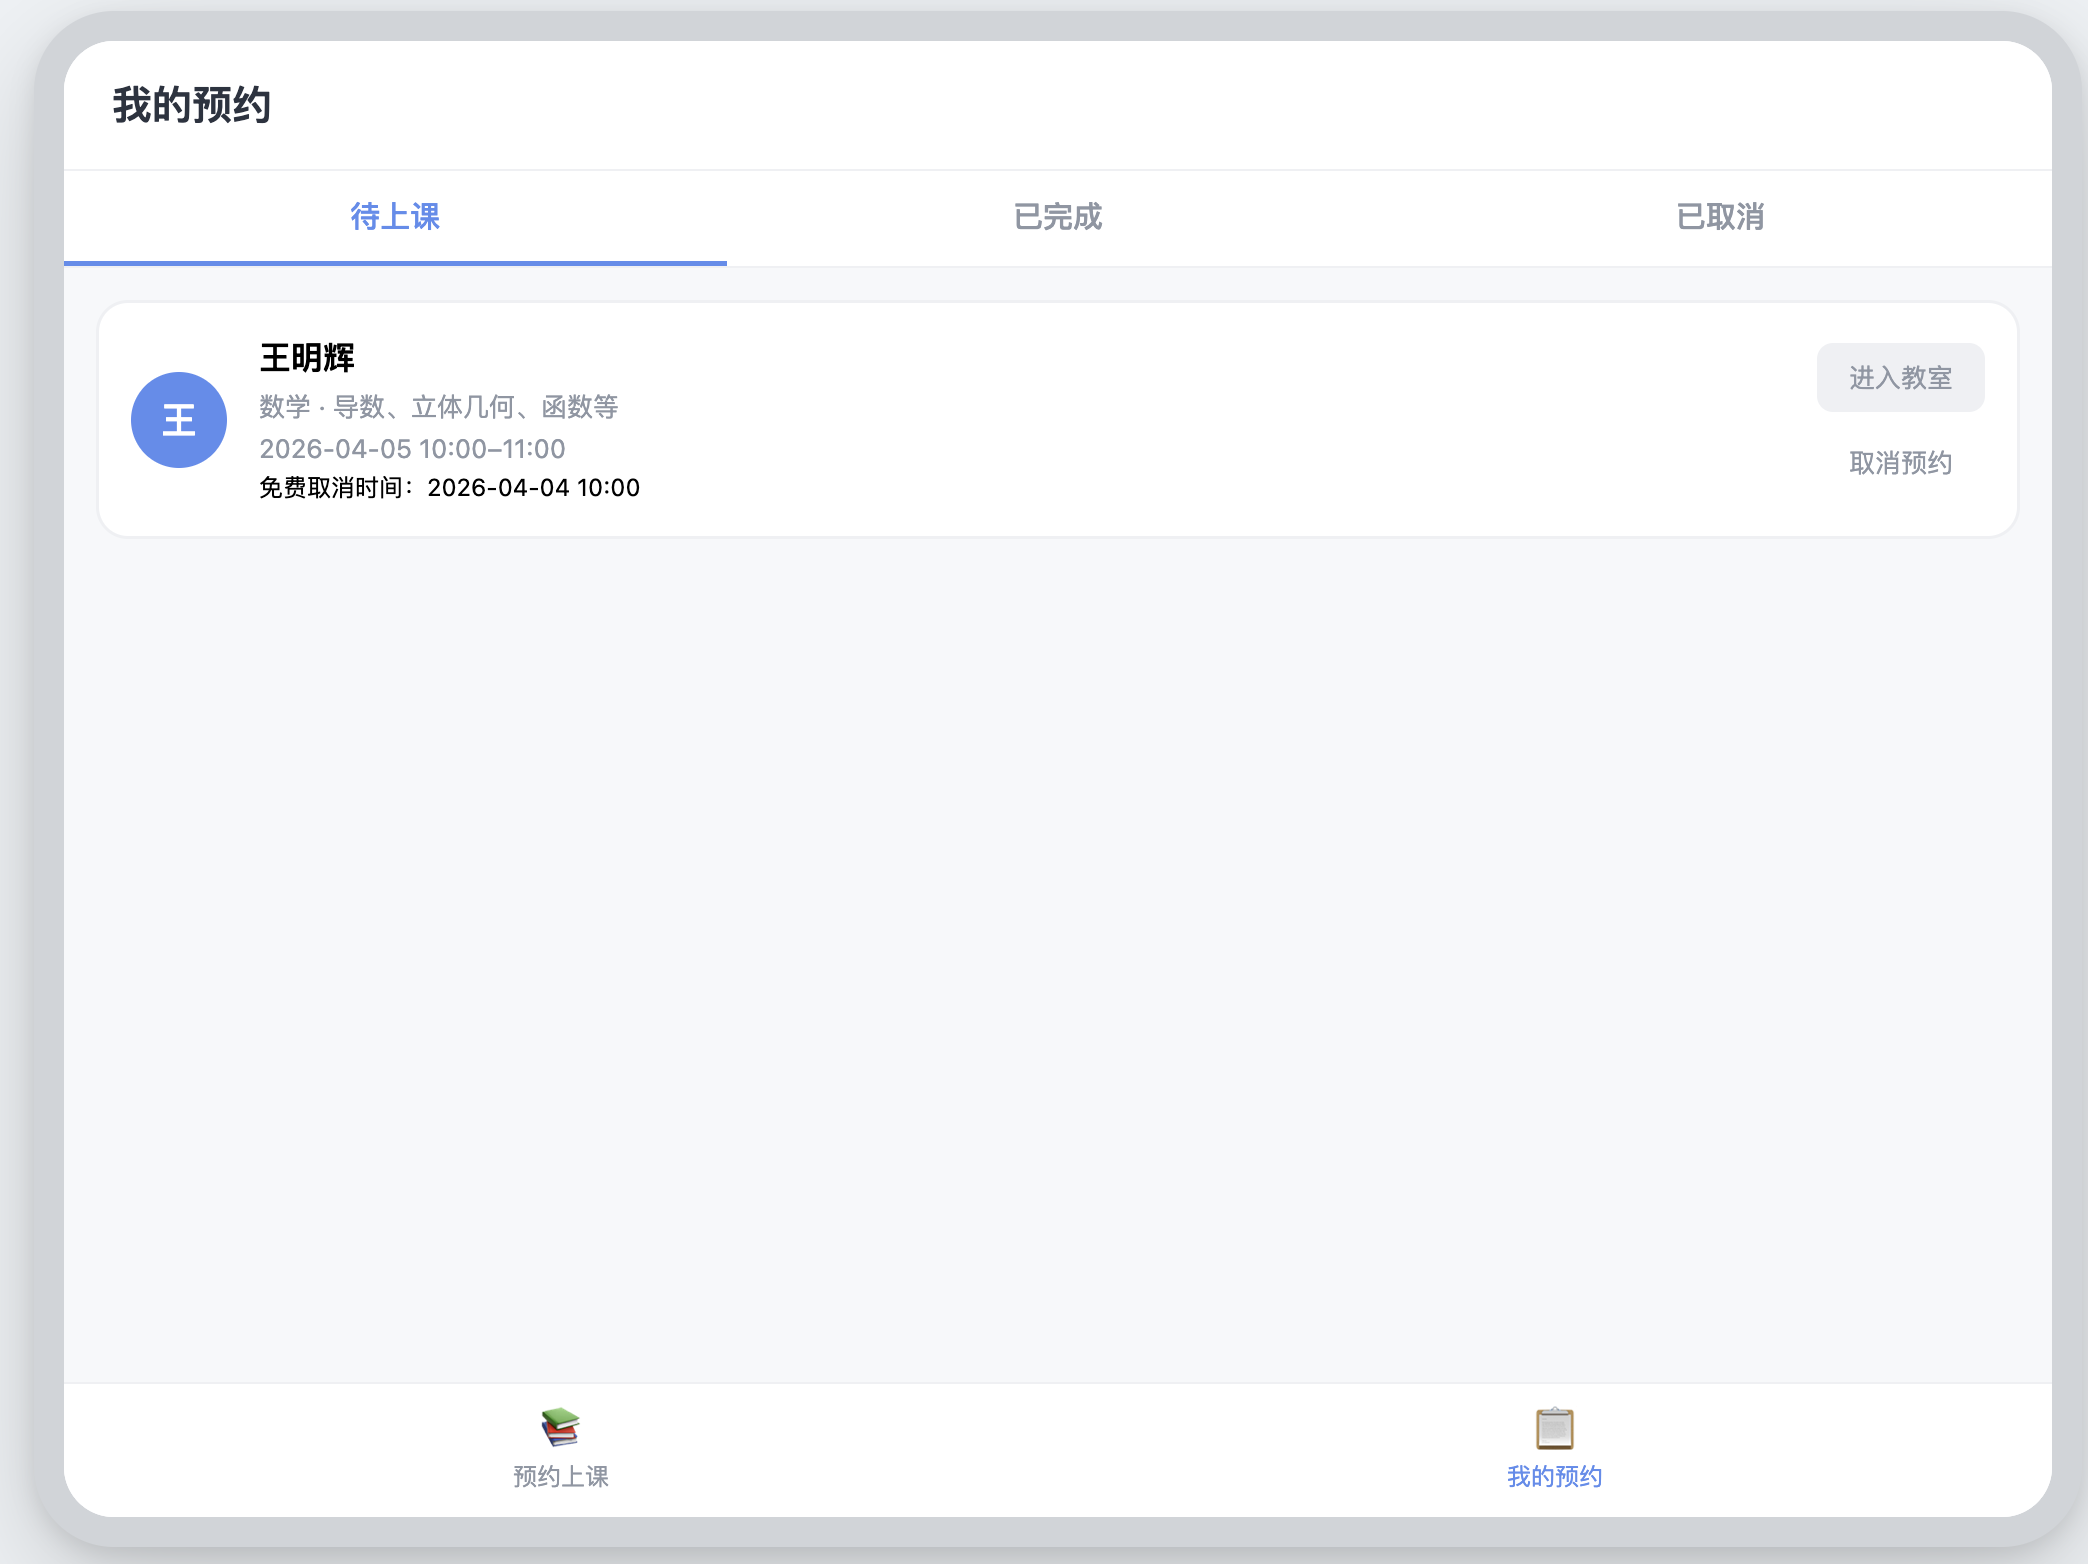 我的预约
待上课
已完成
已取消
王
王明辉
数学 · 导数、立体几何、函数等
2026-04-05 10:00–11:00
免费取消时间：2026-04-04 10:00
进入教室
取消预约
预约上课
我的预约